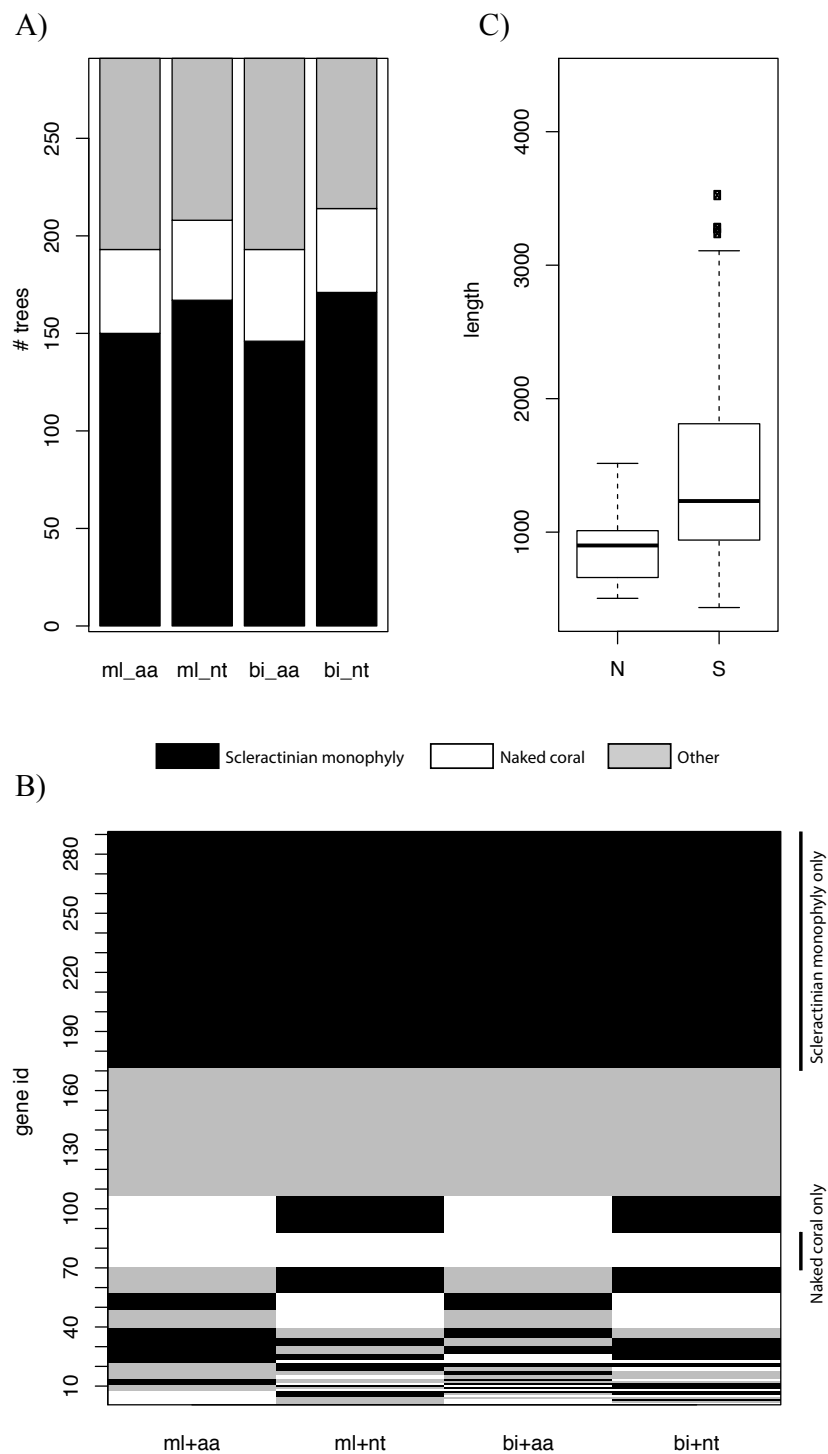 A)
# trees
250
200
150
100
50
0
ml_aa ml_nt bi_aa bi_nt
C)
length
4000
3000
2000
1000
N S
Scleractinian monophyly Naked coral Other
B)
gene id
280
250
220
190
160
130
100
70
40
10
ml+aa ml+nt bi+aa bi+nt
Scleractinian monophyly only
Naked coral only